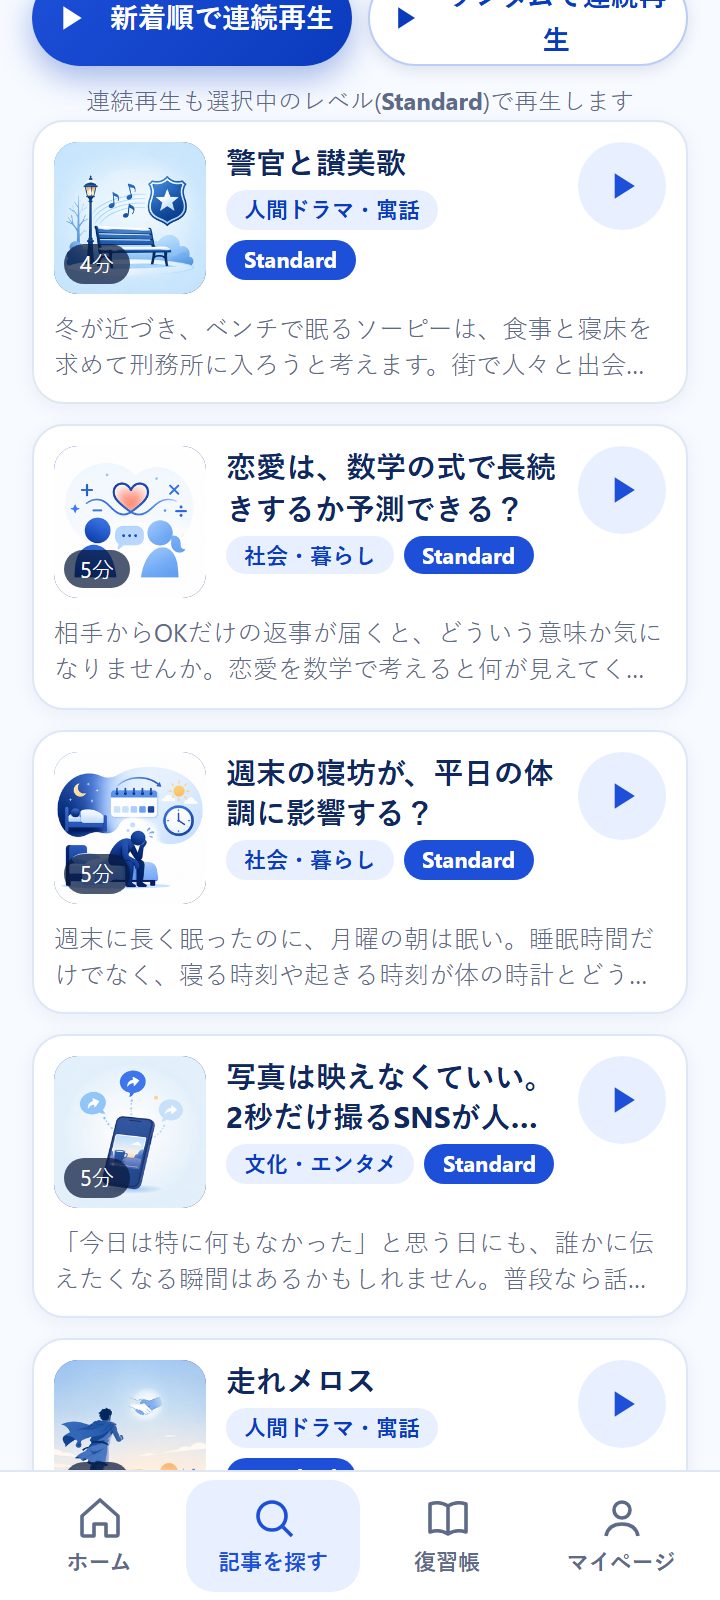 新着順で連続再生
ランダムで連続再
生
連続再生も選択中のレベル(Standard)で再生します
警官と讃美歌
人間ドラマ・寓話
Standard
4分
冬が近づき、ベンチで眠るソーピーは、食事と寝床を
求めて刑務所に入ろうと考えます。街で人々と出会...
恋愛は、数学の式で長続
きするか予測できる？
社会・暮らし
Standard
5分
相手からOKだけの返事が届くと、どういう意味か気に
なりませんか。恋愛を数学で考えると何が見えてく...
週末の寝坊が、平日の体
調に影響する？
社会・暮らし
Standard
5分
週末に長く眠ったのに、月曜の朝は眠い。睡眠時間だ
けでなく、寝る時刻や起きる時刻が体の時計とどう...
写真は映えなくていい。
2秒だけ撮るSNSが人...
文化・エンタメ
Standard
5分
「今日は特に何もなかった」と思う日にも、誰かに伝
えたくなる瞬間はあるかもしれません。普段なら話...
走れメロス
人間ドラマ・寓話
ホーム
記事を探す
復習帳
マイページ